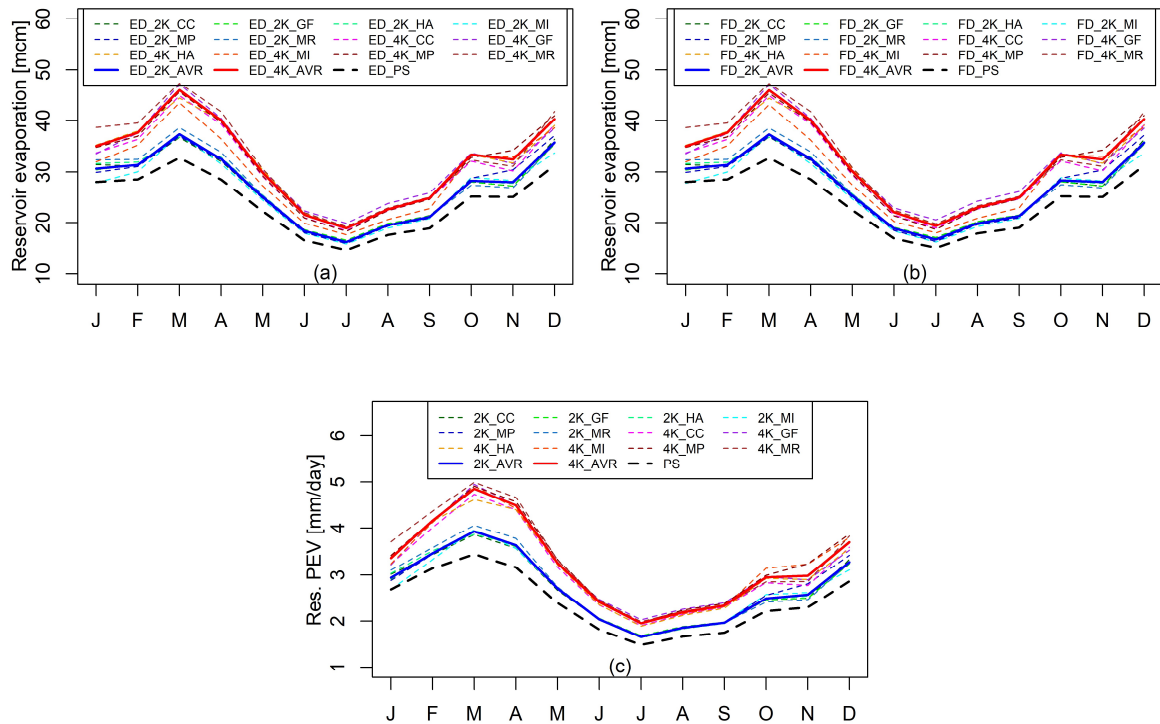 ED_2K_CC ED_2K_GF ED_2K_HA ED_2K_MI
ED_2K_MP ED_2K_MR ED_4K_CC ED_4K_GF
ED_4K_HA ED_4K_MI ED_4K_MP ED_4K_MR
ED_2K_AVR ED_4K_AVR ED_PS
Reservoir evaporation [mcm]
60
50
40
30
20
10
(a)
J F M A M J J A S O N D
FD_2K_CC FD_2K_GF FD_2K_HA FD_2K_MI
FD_2K_MP FD_2K_MR FD_4K_CC FD_4K_GF
FD_4K_HA FD_4K_MI FD_4K_MP FD_4K_MR
FD_2K_AVR FD_4K_AVR FD_PS
Reservoir evaporation [mcm]
60
50
40
30
20
10
(b)
J F M A M J J A S O N D
2K_CC 2K_GF 2K_HA 2K_MI
2K_MP 2K_MR 4K_CC 4K_GF
4K_HA 4K_MI 4K_MP 4K_MR
2K_AVR 4K_AVR PS
Res. PEV [mm/day]
6
5
4
3
2
1
(c)
J F M A M J J A S O N D